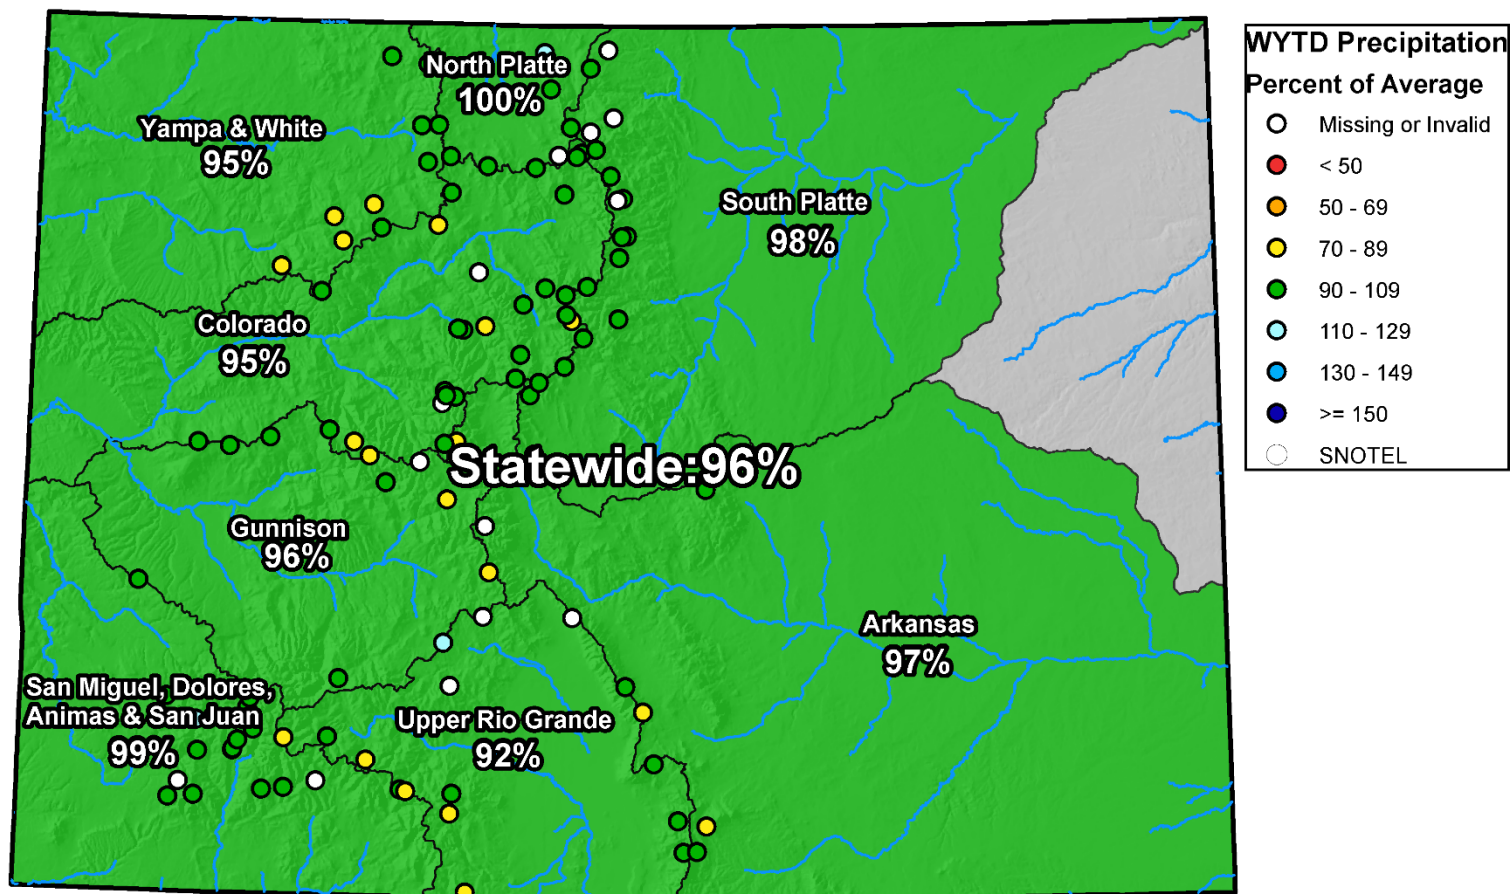 North Platte
100%
Yampa & White
95%
South Platte
98%
Colorado
95%
Statewide:96%
Gunnison
96%
Arkansas
97%
San Miguel, Dolores,
Animas & San Juan
99%
Upper Rio Grande
92%
WYTD Precipitation
Percent of Average
Missing or Invalid
< 50
50 - 69
70 - 89
90 - 109
110 - 129
130 - 149
>= 150
SNOTEL